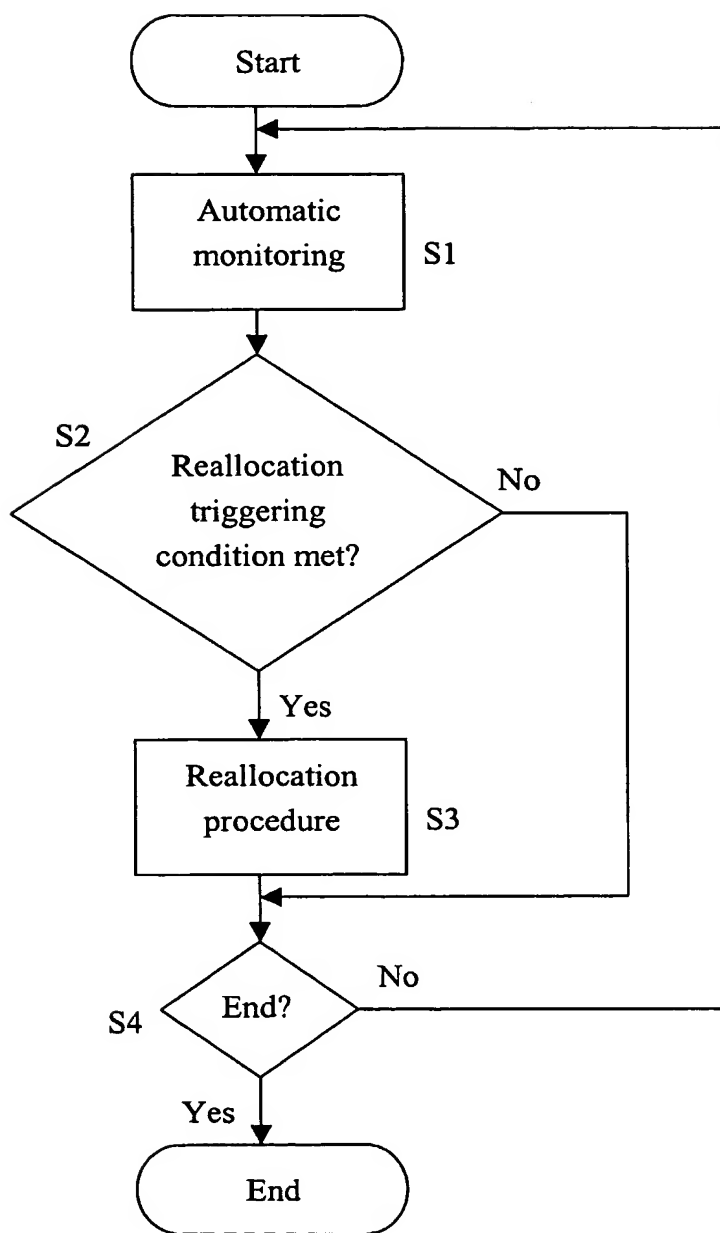 Start
Automatic
monitoring
S1
S2
Reallocation
triggering
condition met?
No
Yes
Reallocation
procedure
S3
End?
No
S4
Yes
End